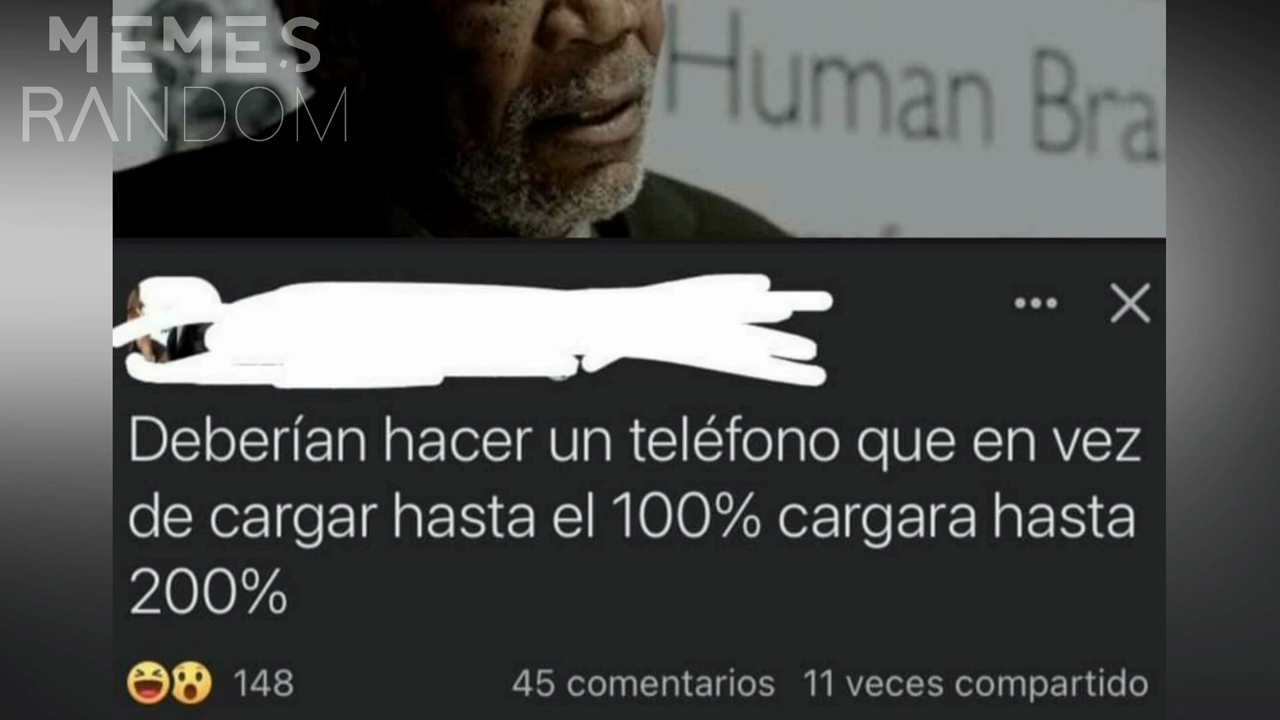 MEMES
RANDOM
Human Bra
Deberían hacer un teléfono que en vez
de cargar hasta el 100% cargara hasta
200%
148 45 comentarios 11 veces compartido